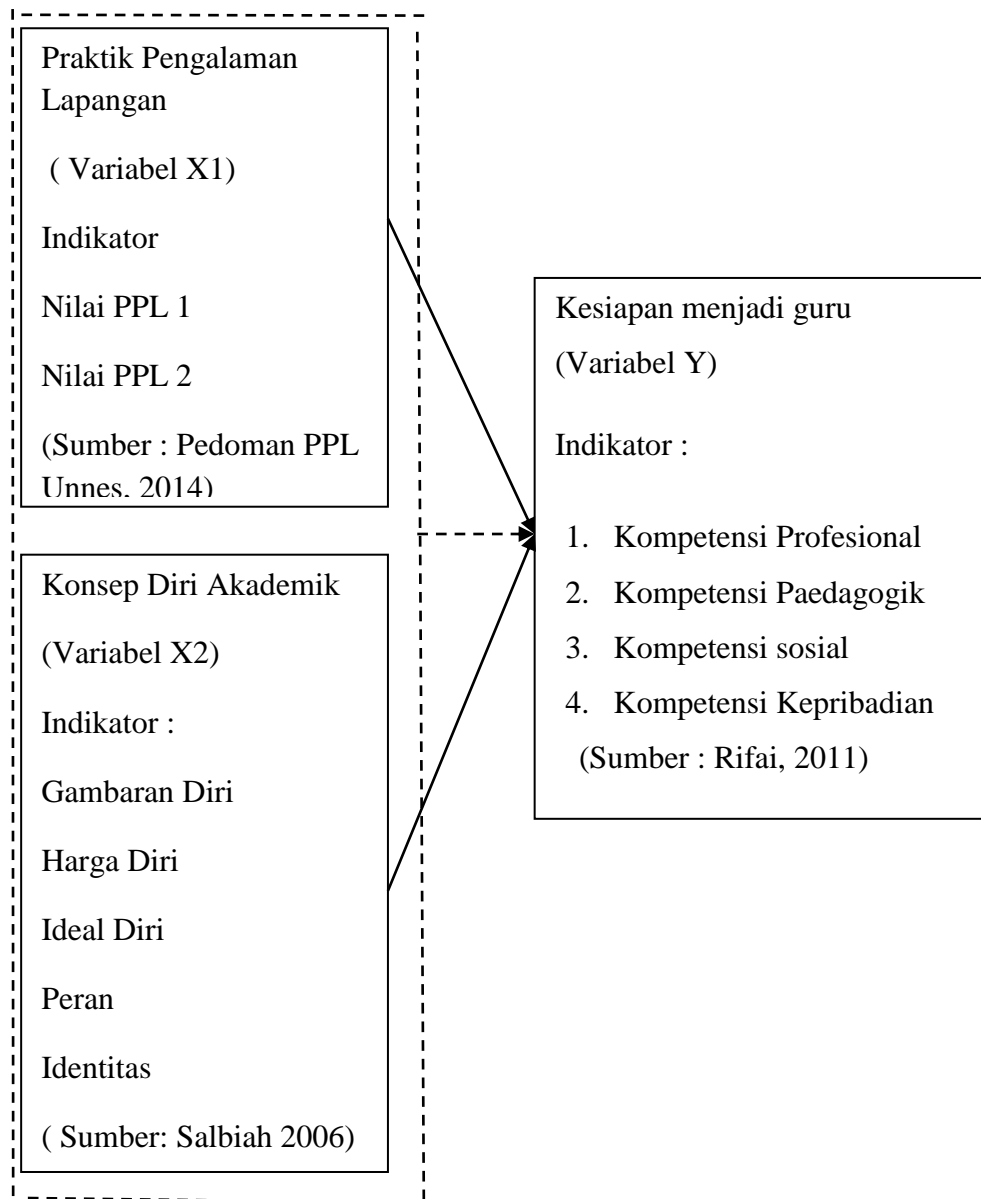 Praktik Pengalaman
Lapangan
( Variabel X1)
Indikator
Nilai PPL 1
Nilai PPL 2
(Sumber : Pedoman PPL
Unnes, 2014)
Konsep Diri Akademik
(Variabel X2)
Indikator :
Gambaran Diri
Harga Diri
Ideal Diri
Peran
Identitas
( Sumber: Salbiah 2006)
Kesiapan menjadi guru
(Variabel Y)
Indikator :
1. Kompetensi Profesional
2. Kompetensi Paedagogik
3. Kompetensi sosial
4. Kompetensi Kepribadian
(Sumber : Rifai, 2011)